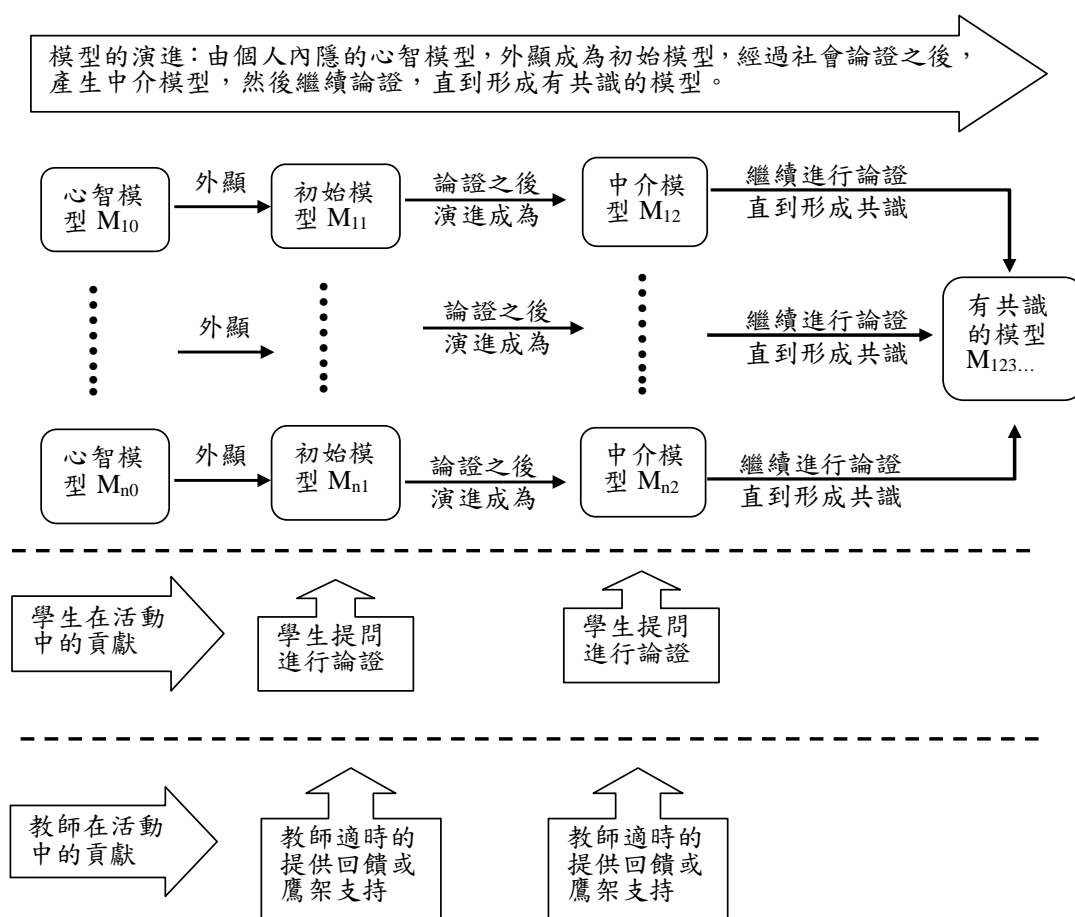 模型的演進：由個人內隱的心智模型，外顯成為初始模型，經過社會論證之後，
產生中介模型，然後繼續論證，直到形成有共識的模型。
心智模
型 M10
外顯
初始模
型 M11
論證之後
演進成為
中介模
型 M12
繼續進行論證
直到形成共識
外顯
論證之後
演進成為
繼續進行論證
直到形成共識
有共識
的模型
M123…
心智模
型 Mn0
外顯
初始模
型 Mn1
論證之後
演進成為
中介模
型 Mn2
繼續進行論證
直到形成共識
學生在活動
中的貢獻
學生提問
進行論證
學生提問
進行論證
教師在活動
中的貢獻
教師適時的
提供回饋或
鷹架支持
教師適時的
提供回饋或
鷹架支持